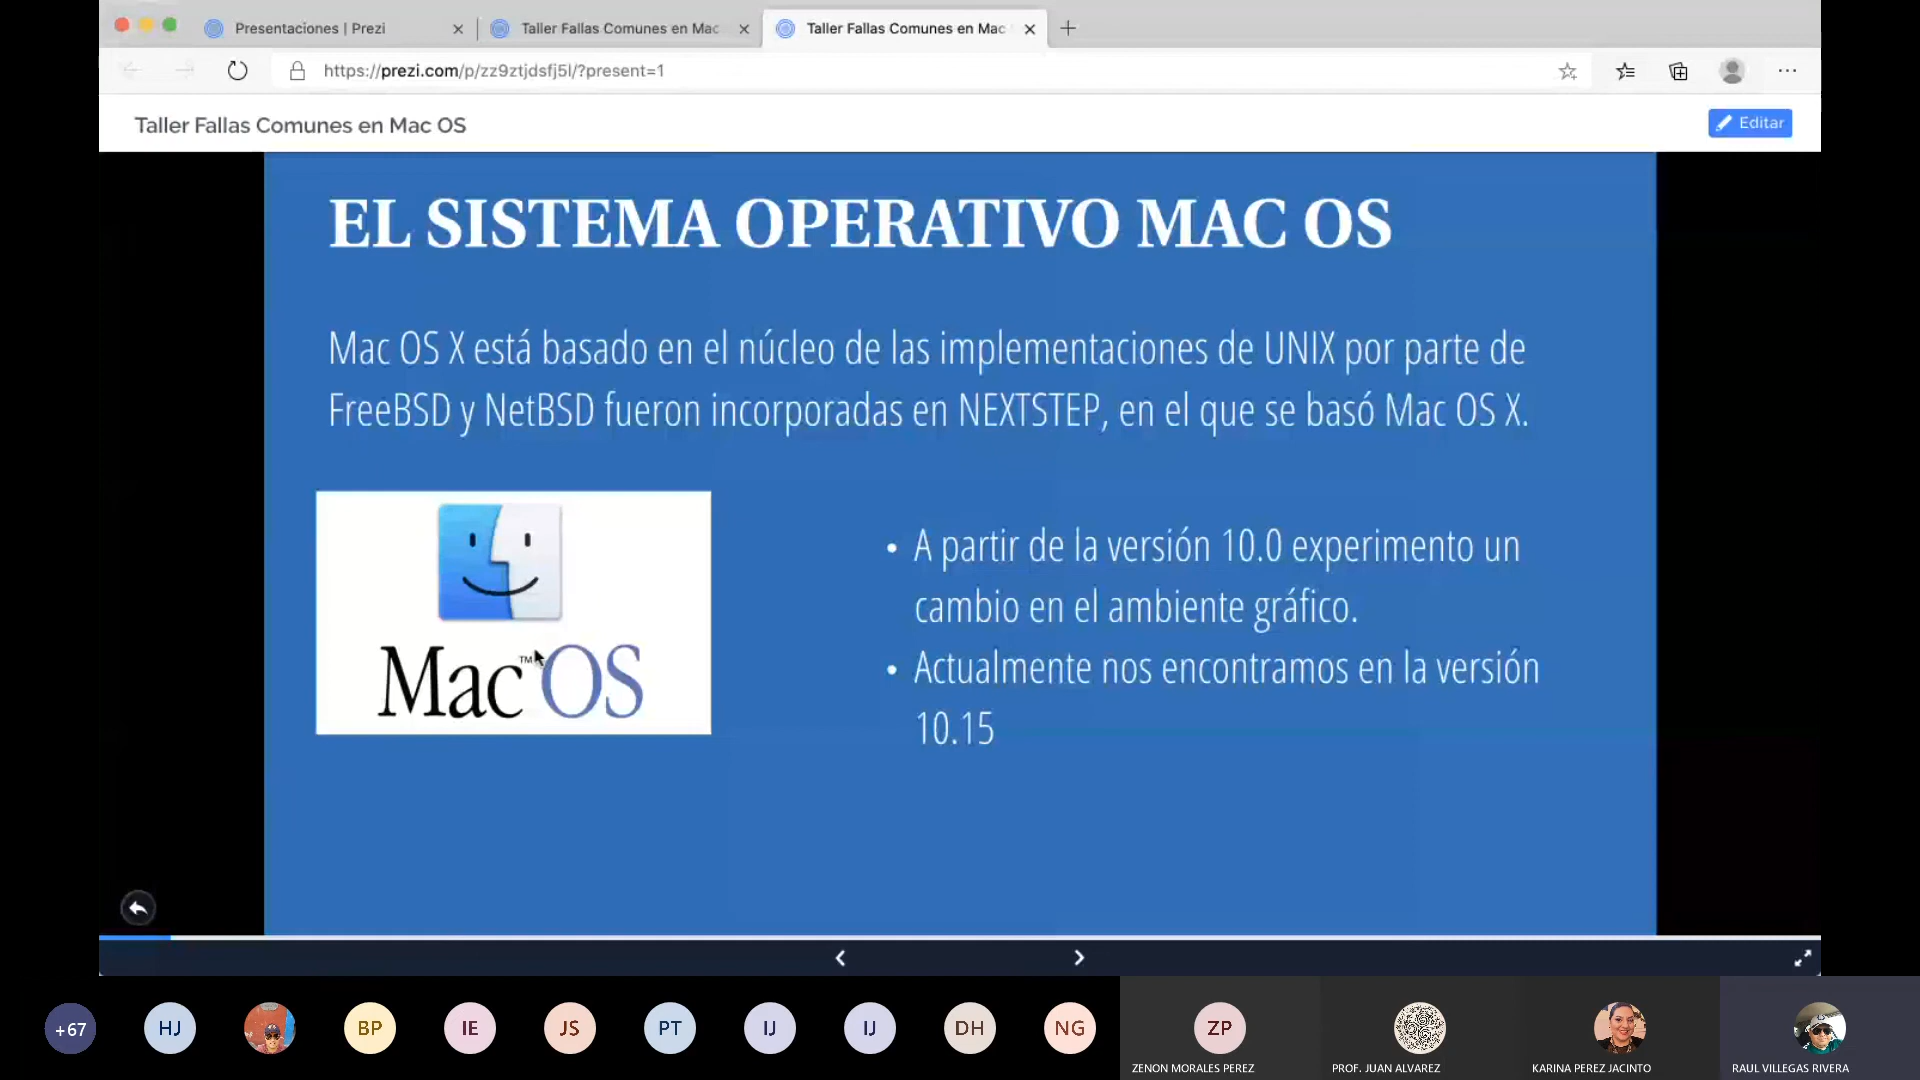 Presentaciones | Prezi
Taller Fallas Comunes en Mac
Taller Fallas Comunes en Mac
https://prezi.com/p/zz9ztjdsfj5l/?present=1
Taller Fallas Comunes en Mac OS
Editar
EL SISTEMA OPERATIVO MAC OS
Mac OS X está basado en el núcleo de las implementaciones de UNIX por parte de
FreeBSD y NetBSD fueron incorporadas en NEXTSTEP, en el que se basó Mac OS X.
Mac™OS
• A partir de la versión 10.0 experimento un
cambio en el ambiente gráfico.
• Actualmente nos encontramos en la versión
10.15
+67
HJ
BP
IE
JS
PT
IJ
IJ
DH
NG
ZP
ZENON MORALES PEREZ
PROF. JUAN ALVAREZ
KARINA PEREZ JACINTO
RAUL VILLEGAS RIVERA